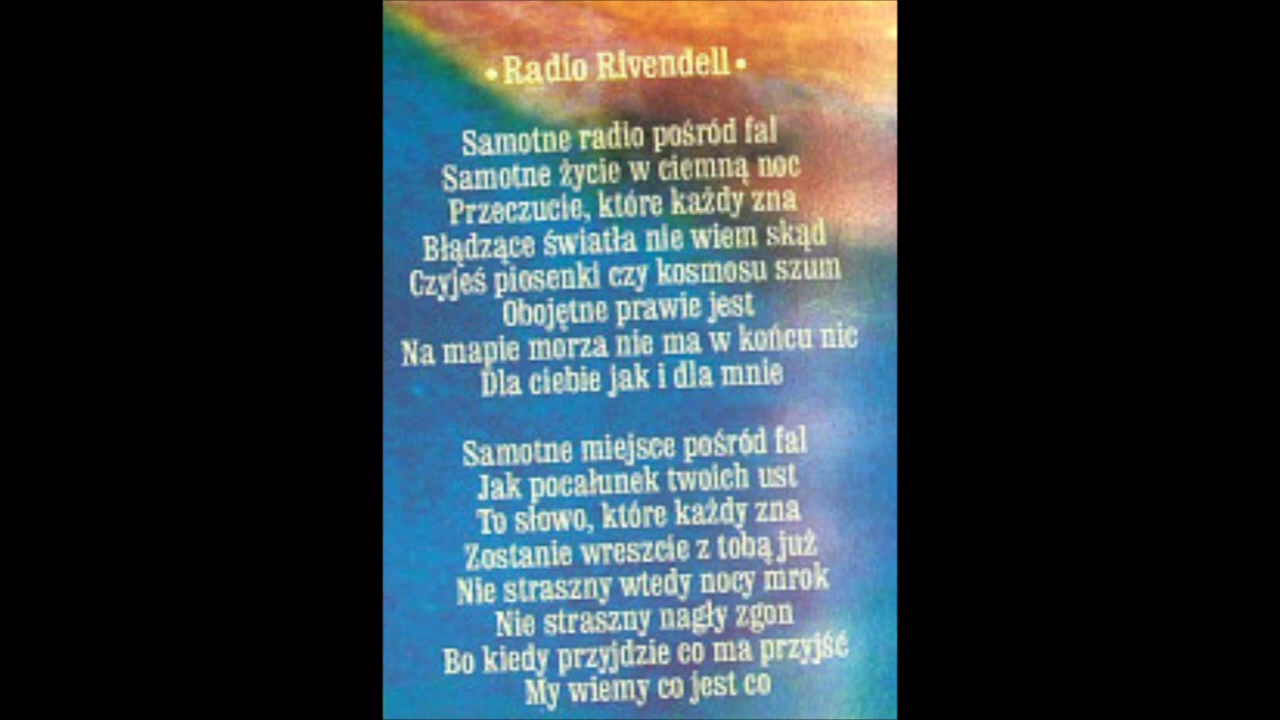 •Radio Rivendell•
Samotne radio pośród fal
Samotne życie w ciemną noc
Przeczucie, które każdy zna
Błądzące światła nie wiem skąd
Czyjeś piosenki czy kosmosu szum
Obojętne prawie jest
Na mapie morza nie ma w końcu nic
Dla ciebie jak i dla mnie
Samotne miejsce pośród fal
Jak pocałunek twoich ust
To słowo, które każdy zna
Zostanie wreszcie z tobą już
Nie straszny wtedy nocy mrok
Nie straszny nagły zgon
Bo kiedy przyjdzie co ma przyjść
My wiemy co jest co